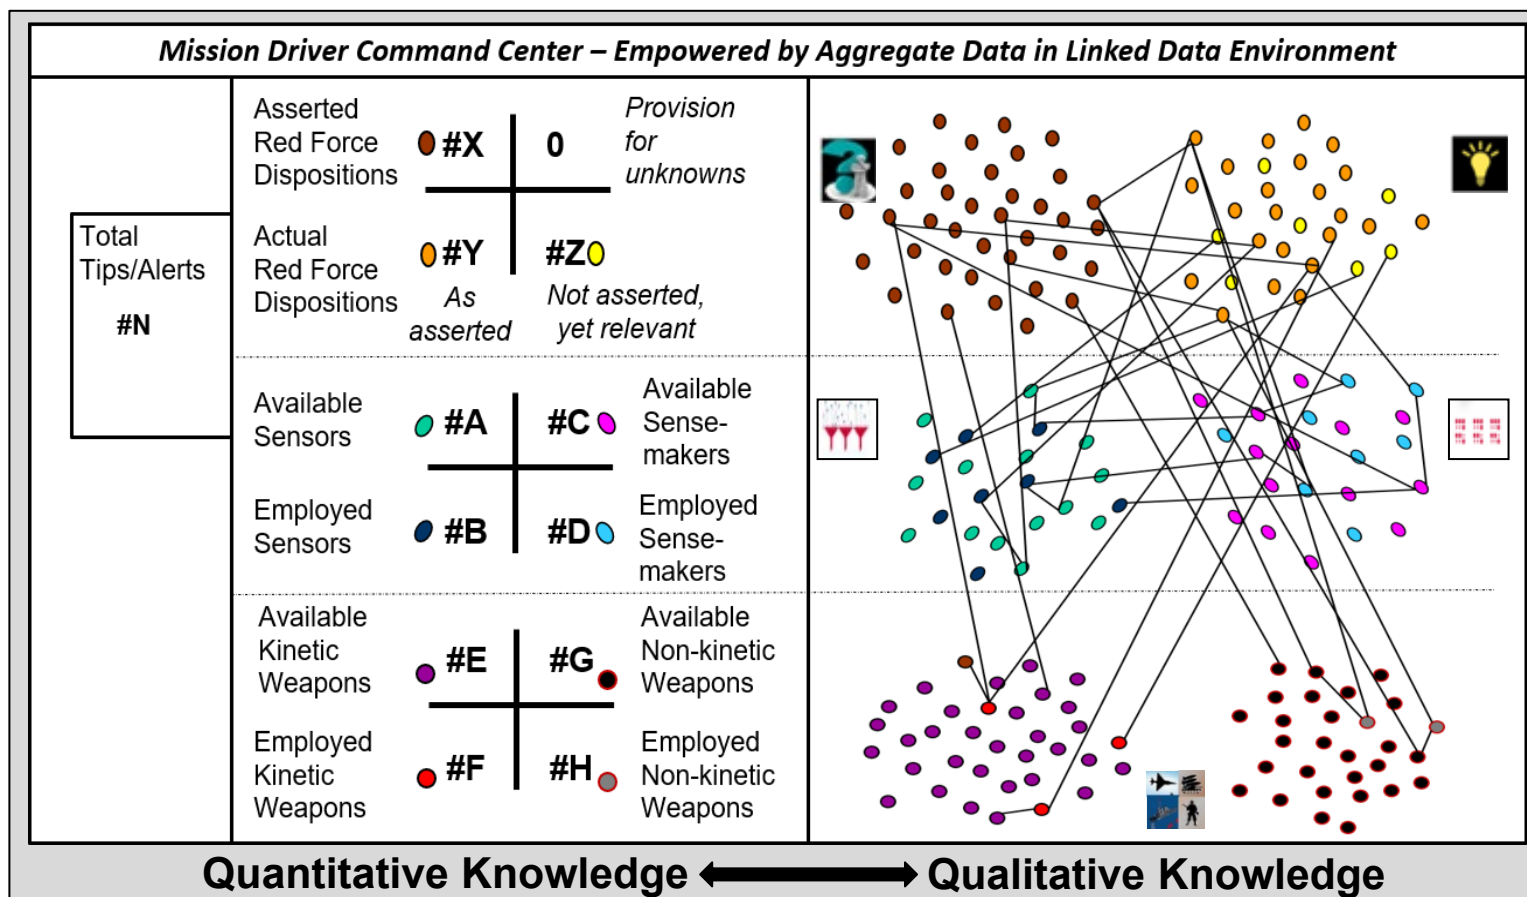 Mission Driver Command Center – Empowered by Aggregate Data in Linked Data Environment
Total
Tips/Alerts
#N
Asserted
Red Force
Dispositions
#X
0
Provision
for
unknowns
Actual
Red Force
Dispositions
#Y
#Z
As
asserted
Not asserted,
yet relevant
Available
Sensors
#A
#C
Available
Sense-
makers
Employed
Sensors
#B
#D
Employed
Sense-
makers
Available
Kinetic
Weapons
#E
#G
Available
Non-kinetic
Weapons
Employed
Kinetic
Weapons
#F
#H
Employed
Non-kinetic
Weapons
Quantitative Knowledge
Qualitative Knowledge